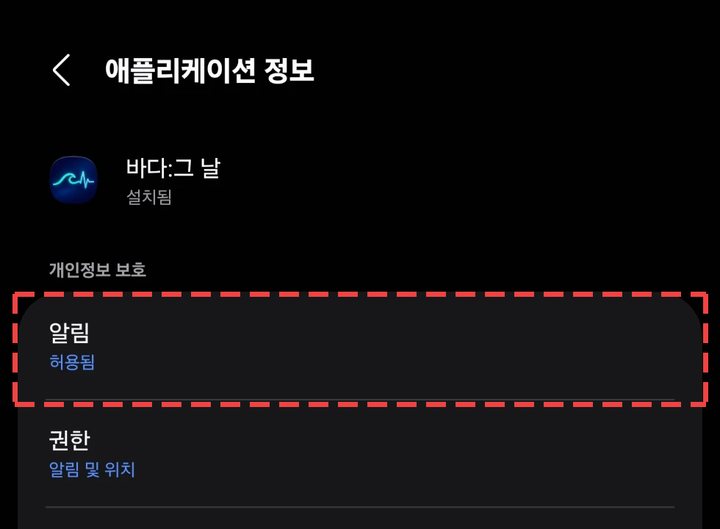 애플리케이션 정보
바다:그 날
설치됨
개인정보 보호
알림
허용됨
권한
알림 및 위치